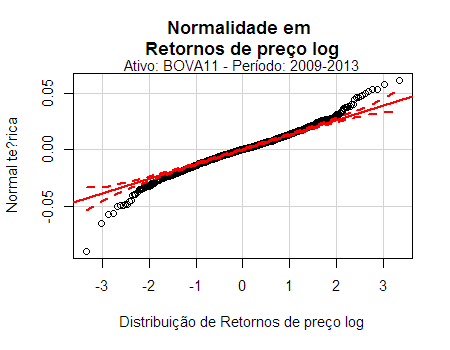 Normalidade em
Retornos de preço log
Ativo: BOVA11 - Período: 2009-2013
Normal te?rica
0.05
0.00
-0.05
-3 -2 -1 0 1 2 3
Distribuição de Retornos de preço log